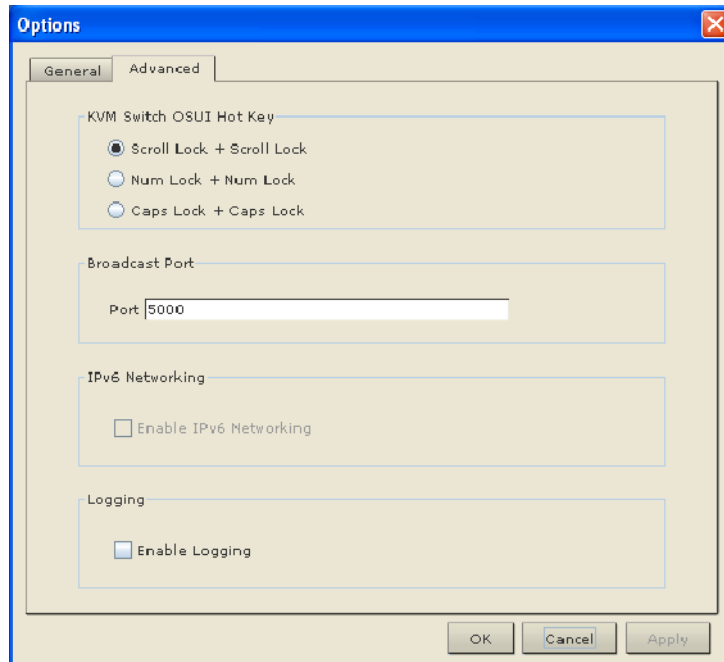 Options
General
Advanced
KVM Switch OSUI Hot Key
Scroll Lock + Scroll Lock
Num Lock + Num Lock
Caps Lock + Caps Lock
Broadcast Port
Port 5000
IPv6 Networking
Enable IPv6 Networking
Logging
Enable Logging
OK
Cancel
Apply